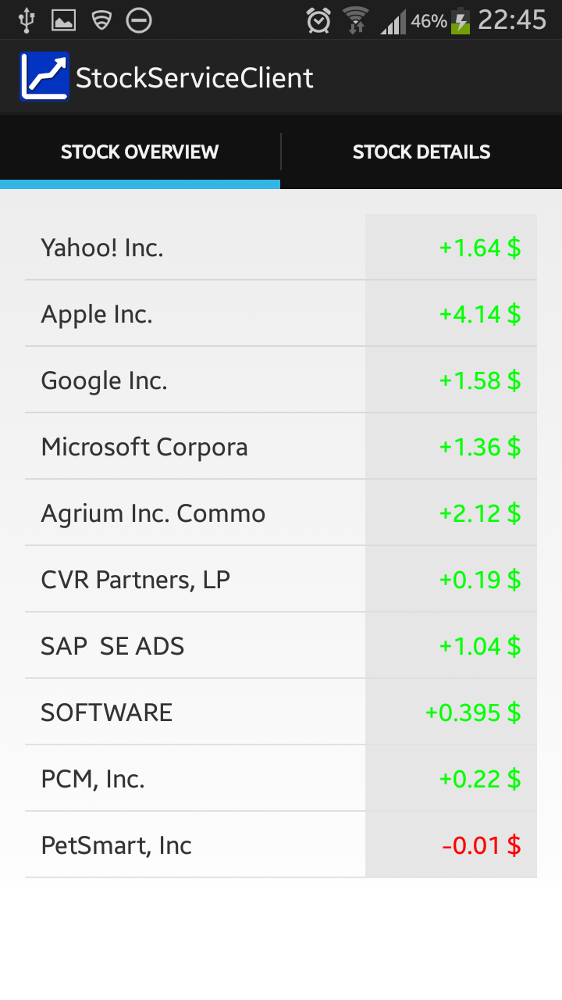 46% 22:45
StockServiceClient
STOCK OVERVIEW STOCK DETAILS
Yahoo! Inc. +1.64 $
Apple Inc. +4.14 $
Google Inc. +1.58 $
Microsoft Corpora +1.36 $
Agrium Inc. Commo +2.12 $
CVR Partners, LP +0.19 $
SAP  SE ADS +1.04 $
SOFTWARE +0.395 $
PCM, Inc. +0.22 $
PetSmart, Inc -0.01 $